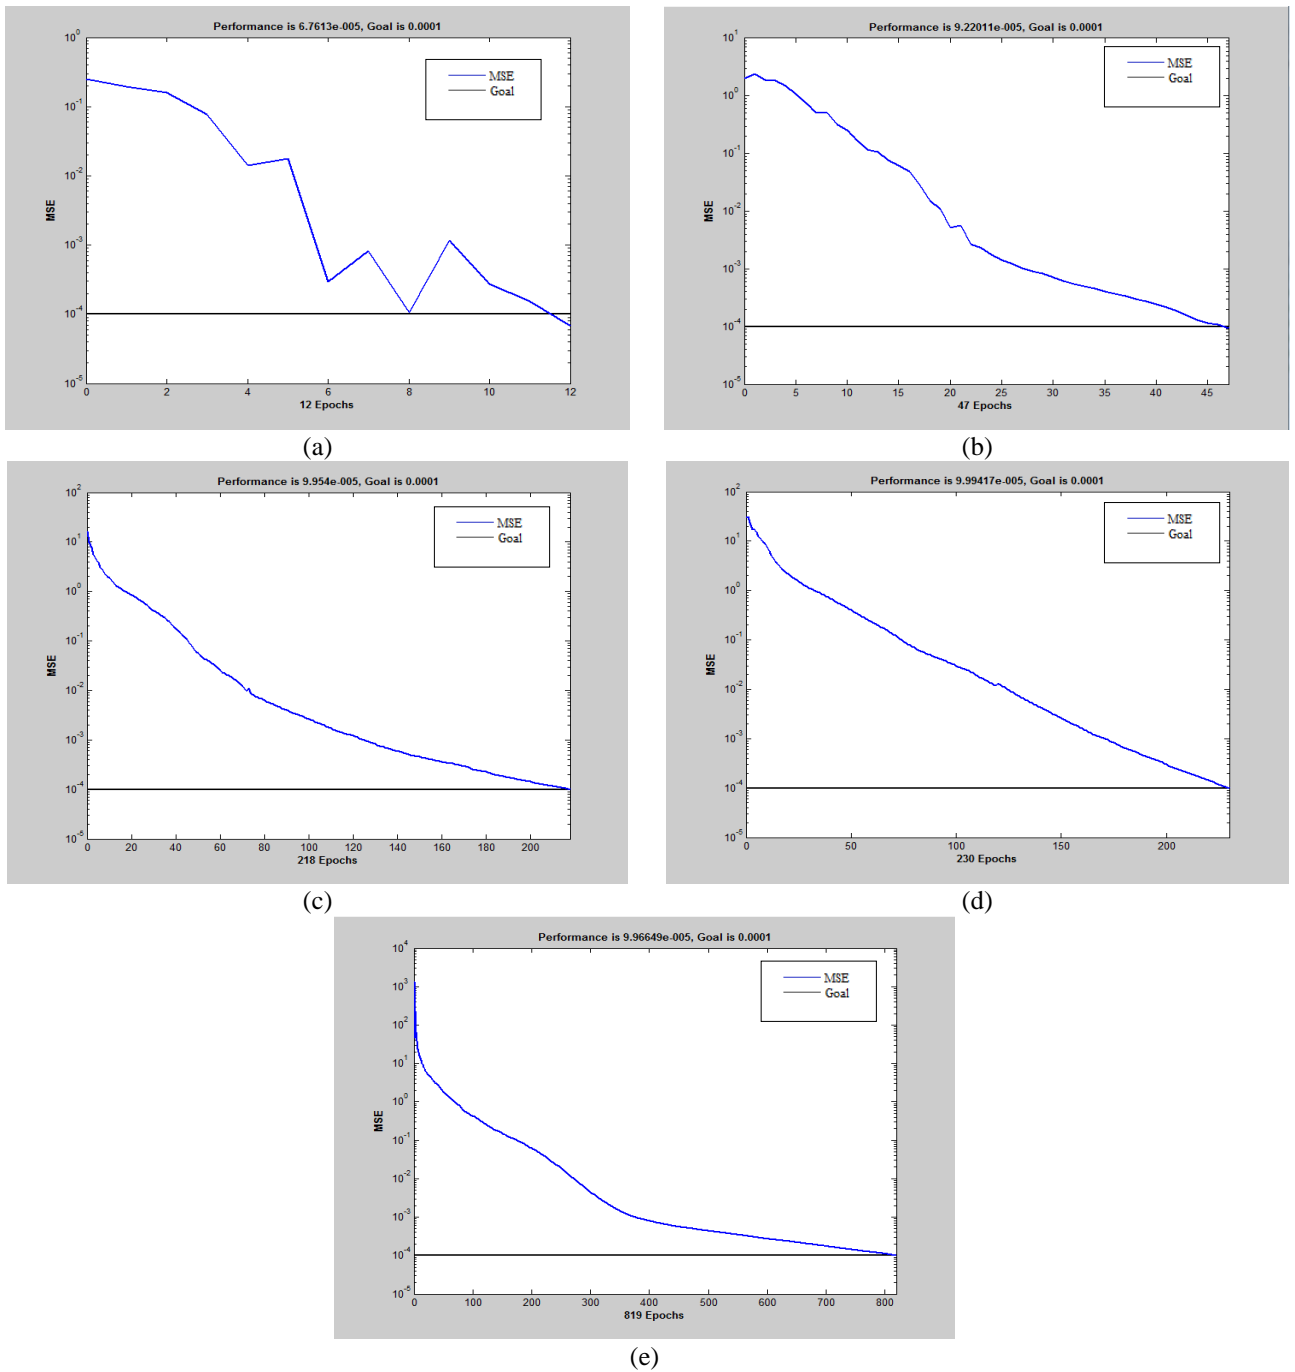 Performance is 6.7613e-005, Goal is 0.0001
10^0
10^-1
10^-2
10^-3
10^-4
10^-5
MSE
MSE
Goal
0 2 4 6 8 10 12
12 Epochs
(a)
Performance is 9.22011e-005, Goal is 0.0001
10^1
10^0
10^-1
10^-2
10^-3
10^-4
10^-5
MSE
MSE
Goal
0 5 10 15 20 25 30 35 40 45
47 Epochs
(b)
Performance is 9.954e-005, Goal is 0.0001
10^2
10^1
10^0
10^-1
10^-2
10^-3
10^-4
10^-5
MSE
MSE
Goal
0 20 40 60 80 100 120 140 160 180 200
218 Epochs
(c)
Performance is 9.99417e-005, Goal is 0.0001
10^2
10^1
10^0
10^-1
10^-2
10^-3
10^-4
10^-5
MSE
MSE
Goal
0 50 100 150 200
230 Epochs
(d)
Performance is 9.96649e-005, Goal is 0.0001
10^4
10^3
10^2
10^1
10^0
10^-1
10^-2
10^-3
10^-4
10^-5
MSE
MSE
Goal
0 100 200 300 400 500 600 700 800
819 Epochs
(e)